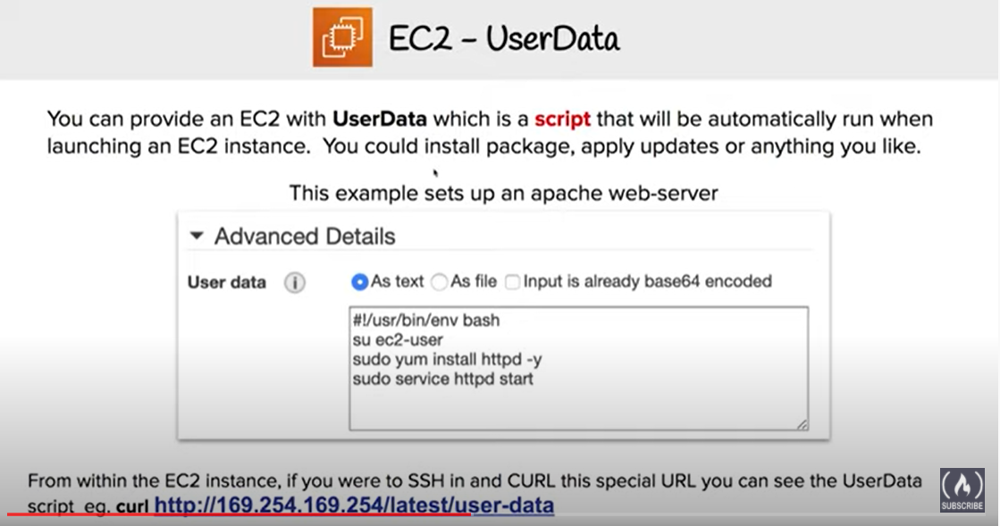 EC2 – UserData
You can provide an EC2 with UserData which is a script that will be automatically run when
launching an EC2 instance. You could install package, apply updates or anything you like.
This example sets up an apache web-server
Advanced Details
User data i As text As file Input is already base64 encoded
#!/usr/bin/env bash
su ec2-user
sudo yum install httpd -y
sudo service httpd start
From within the EC2 instance, if you were to SSH in and CURL this special URL you can see the UserData
script eg. curl http://169.254.169.254/latest/user-data
SUBSCRIBE